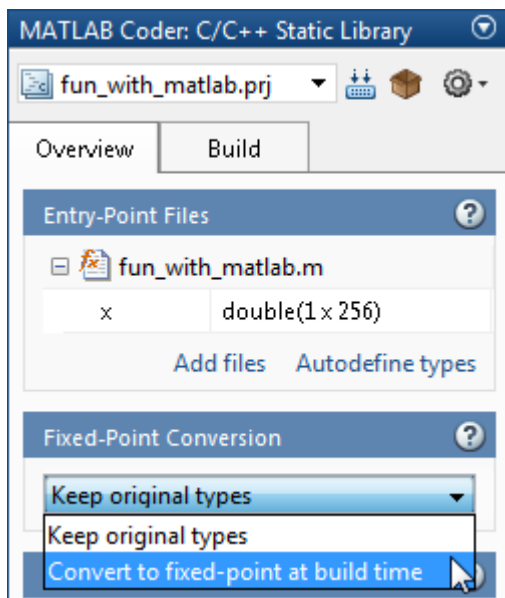 MATLAB Coder: C/C++ Static Library
fun_with_matlab.prj
Overview Build
Entry-Point Files ?
fun_with_matlab.m
x double(1 x 256)
Add files Autodefine types
Fixed-Point Conversion ?
Keep original types
Keep original types
Convert to fixed-point at build time